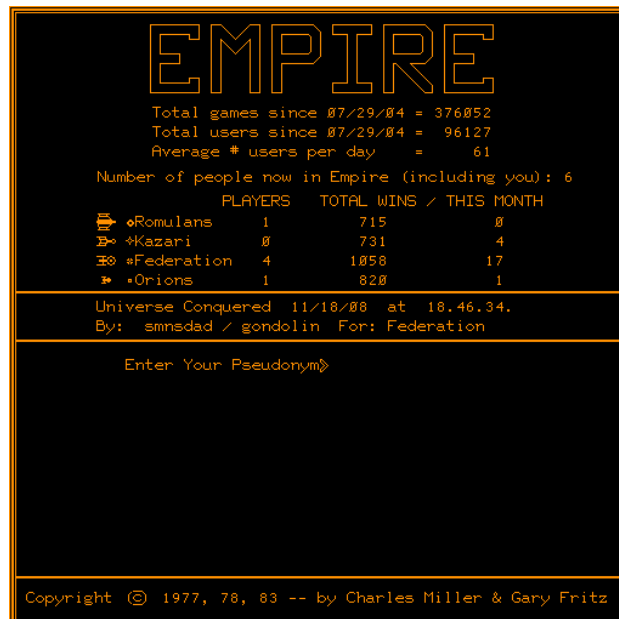 EMPIRE
Total games since 07/29/04 = 376052
Total users since 07/29/04 = 96127
Average # users per day = 61
Number of people now in Empire (including you): 6
PLAYERS TOTAL WINS / THIS MONTH
Romulans 1 715 0
Kazari 0 731 4
Federation 4 1058 17
Orions 1 820 1
Universe Conquered 11/18/08 at 18.46.34.
By: smnsdad / gondolin For: Federation
Enter Your Pseudonym
Copyright © 1977, 78, 83 -- by Charles Miller & Gary Fritz